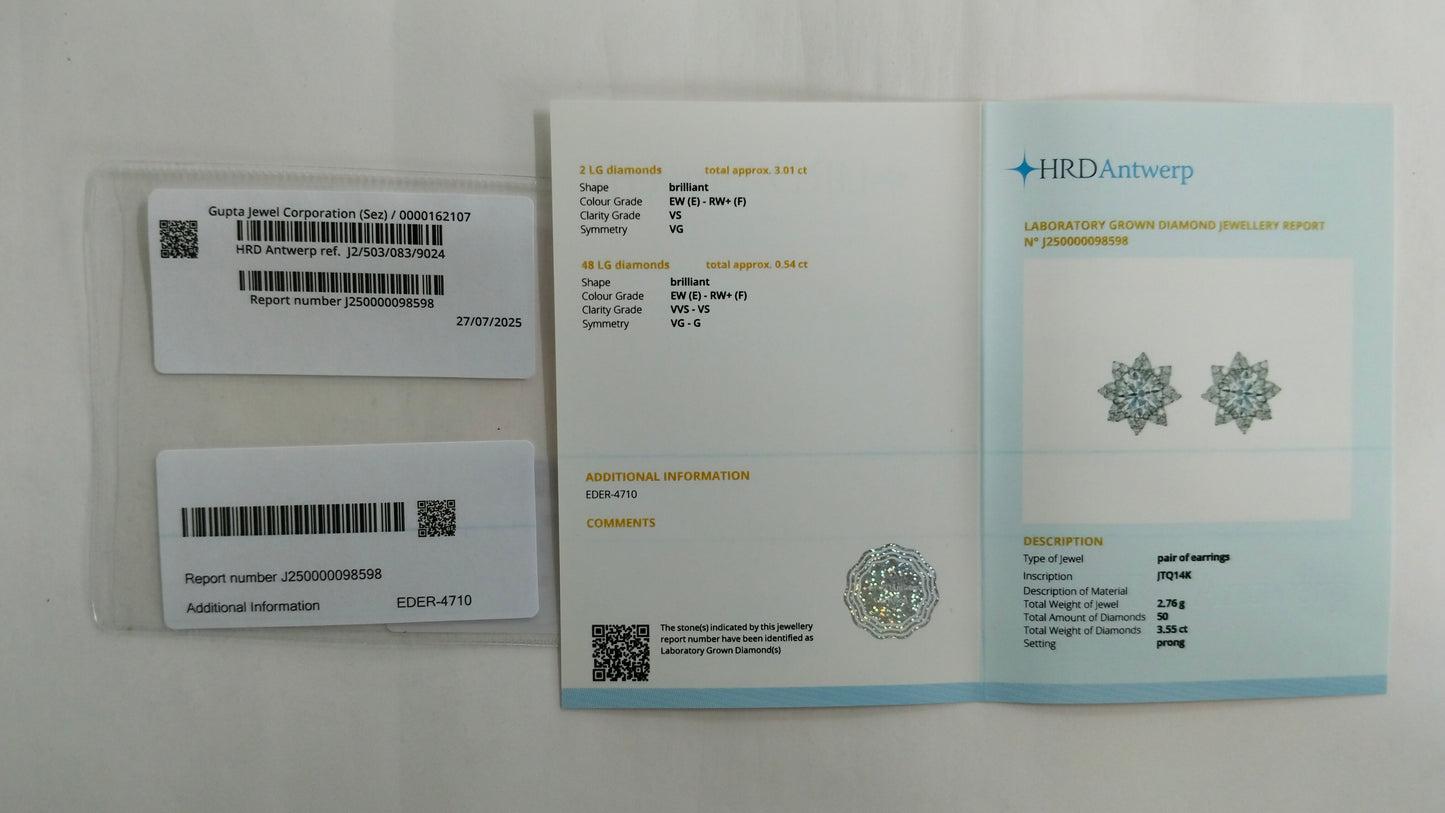 Gupta Jewel Corporation (Sez) / 0000162107
HRD Antwerp ref. J2/503/083/9024
Report number J250000098598
27/07/2025
Report number J250000098598
Additional Information EDER-4710
2 LG diamonds total approx. 3.01 ct
Shape brilliant
Colour Grade EW (E) - RW+ (F)
Clarity Grade VS
Symmetry VG
48 LG diamonds total approx. 0.54 ct
Shape brilliant
Colour Grade EW (E) - RW+ (F)
Clarity Grade VVS - VS
Symmetry VG - G
ADDITIONAL INFORMATION
EDER-4710
COMMENTS
The stone(s) indicated by this jewellery
report number have been identified as
Laboratory Grown Diamond(s)
HRD Antwerp
LABORATORY GROWN DIAMOND JEWELLERY REPORT
N° J250000098598
DESCRIPTION
Type of Jewel pair of earrings
Inscription JTQ14K
Description of Material
Total Weight of Jewel 2.76 g
Total Amount of Diamonds 50
Total Weight of Diamonds 3.55 ct
Setting prong